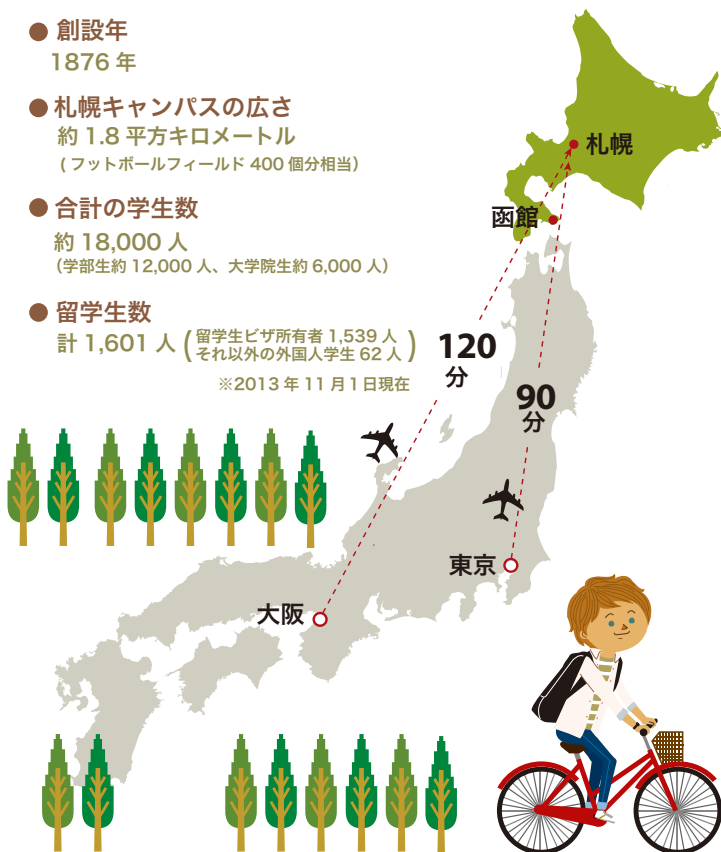 ● 創設年
1876 年
● 札幌キャンパスの広さ
約 1.8 平方キロメートル
( フットボールフィールド 400 個分相当）
● 合計の学生数
約 18,000 人
（学部生約 12,000 人、大学院生約 6,000 人）
● 留学生数
計 1,601 人 ( 留学生ビザ所有者 1,539 人
それ以外の外国人学生 62 人 )
※2013 年 11 月 1 日現在
札幌
函館
120
分
90
分
東京
大阪